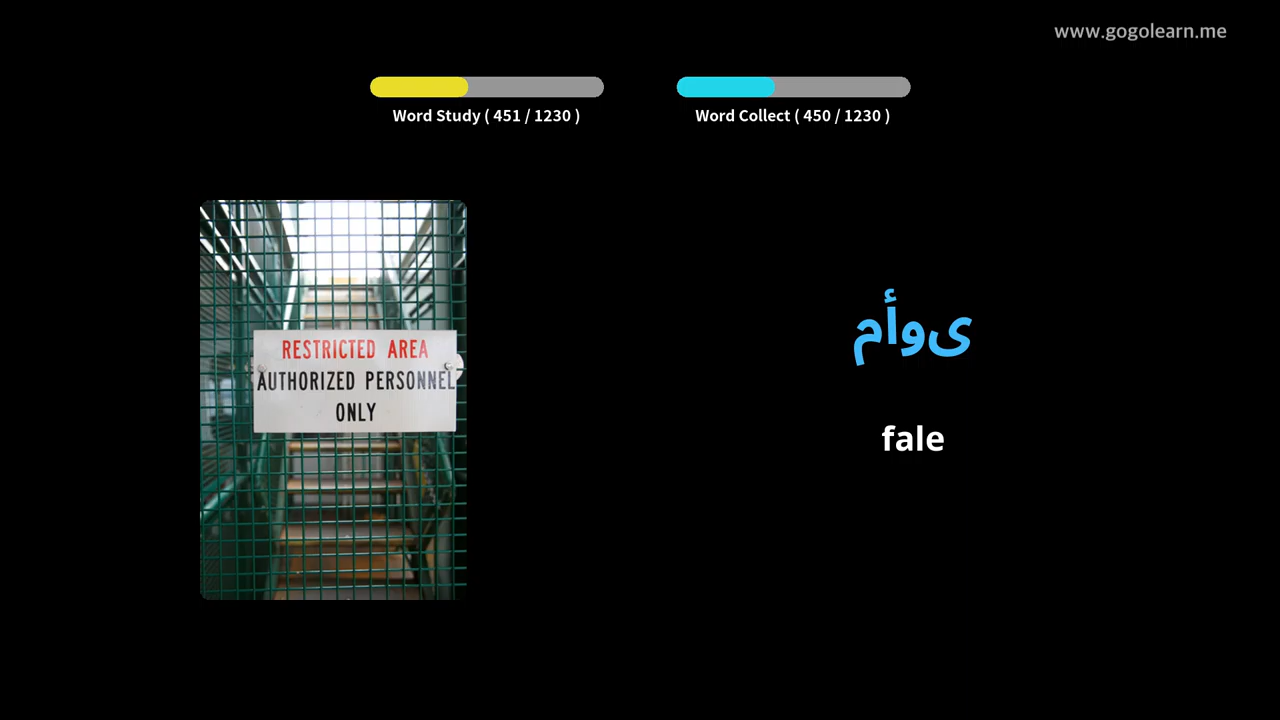 www.gogolearn.me
Word Study ( 451 / 1230 )
Word Collect ( 450 / 1230 )
RESTRICTED AREA
AUTHORIZED PERSONNEL
ONLY
ىوأم
fale